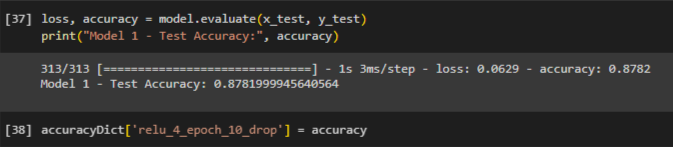 [37] loss, accuracy = model.evaluate(x_test, y_test)
print("Model 1 - Test Accuracy:", accuracy)
313/313 [==============================] - 1s 3ms/step - loss: 0.0629 - accuracy: 0.8782
Model 1 - Test Accuracy: 0.8781999945640564
[38] accuracyDict['relu_4_epoch_10_drop'] = accuracy